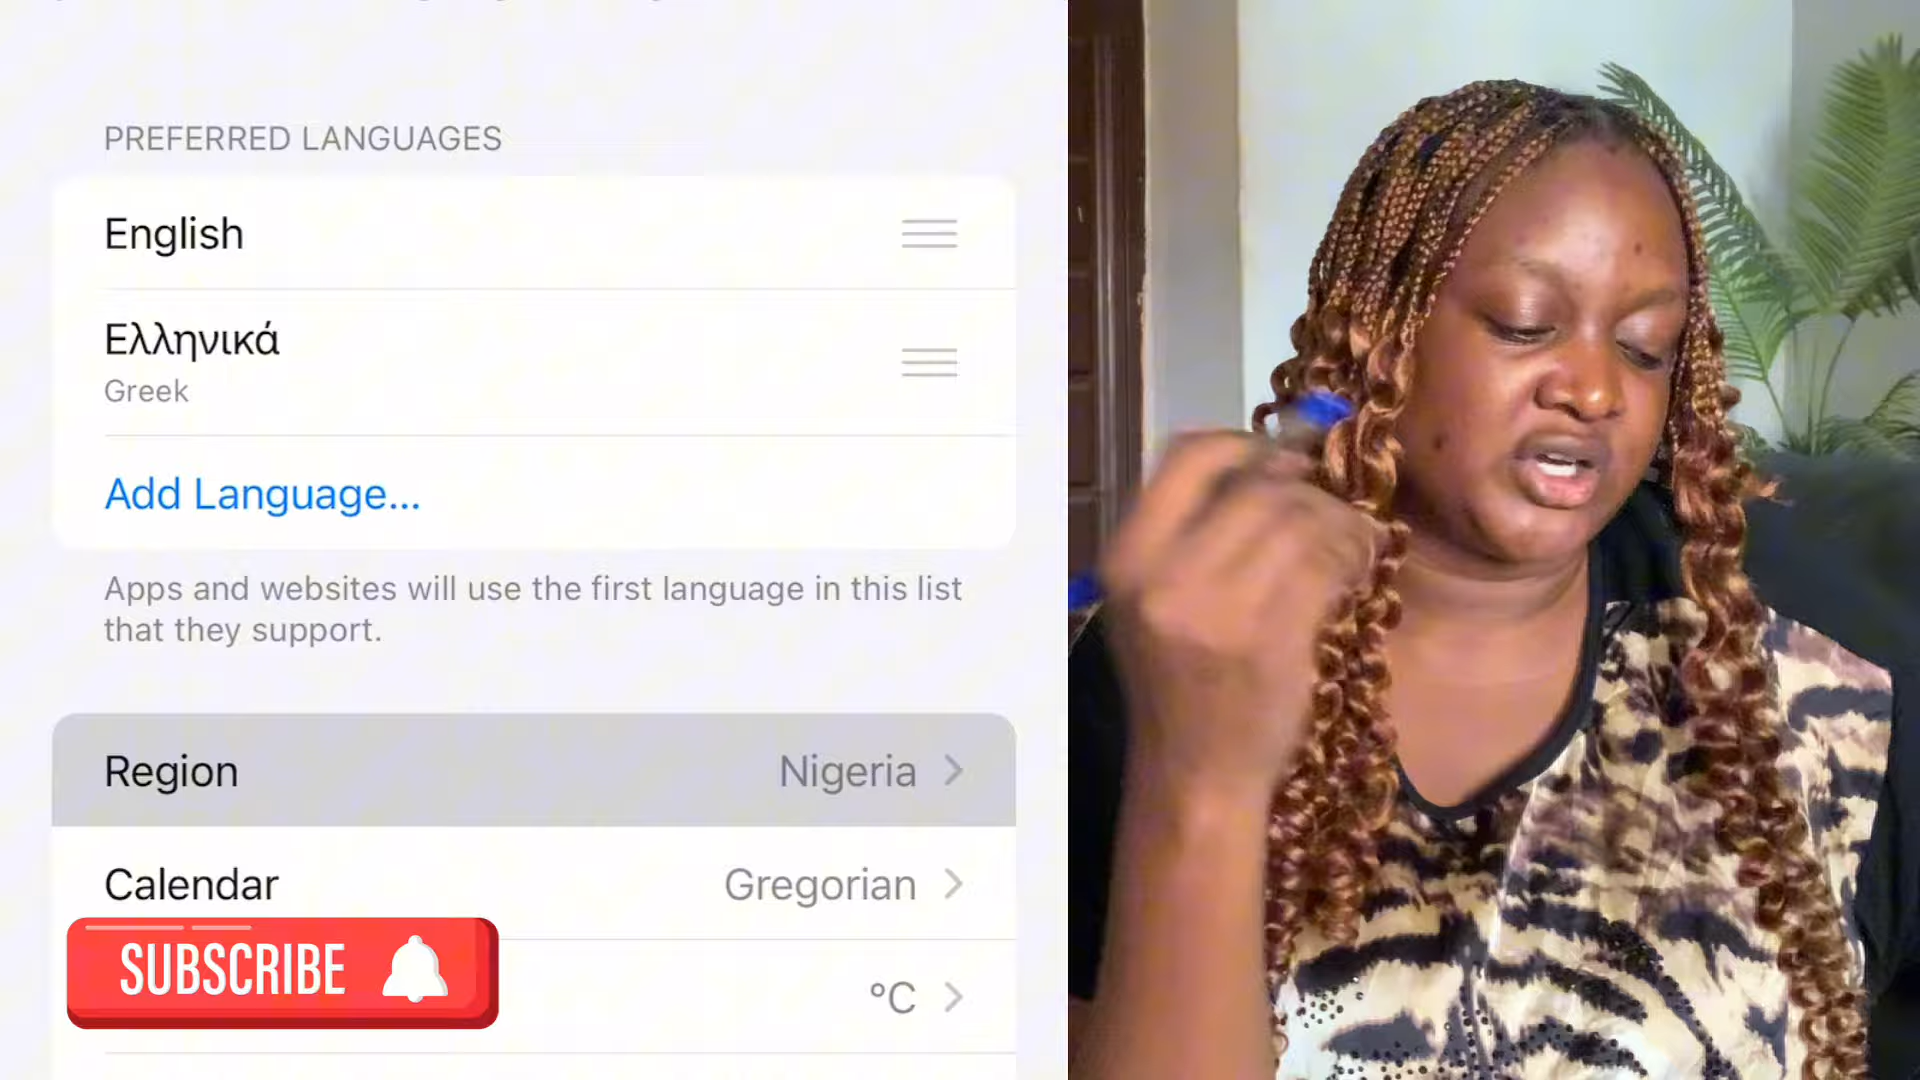 PREFERRED LANGUAGES
English
Ελληνικά
Greek
Add Language...
Apps and websites will use the first language in this list
that they support.
Region Nigeria
Calendar Gregorian
°C
SUBSCRIBE